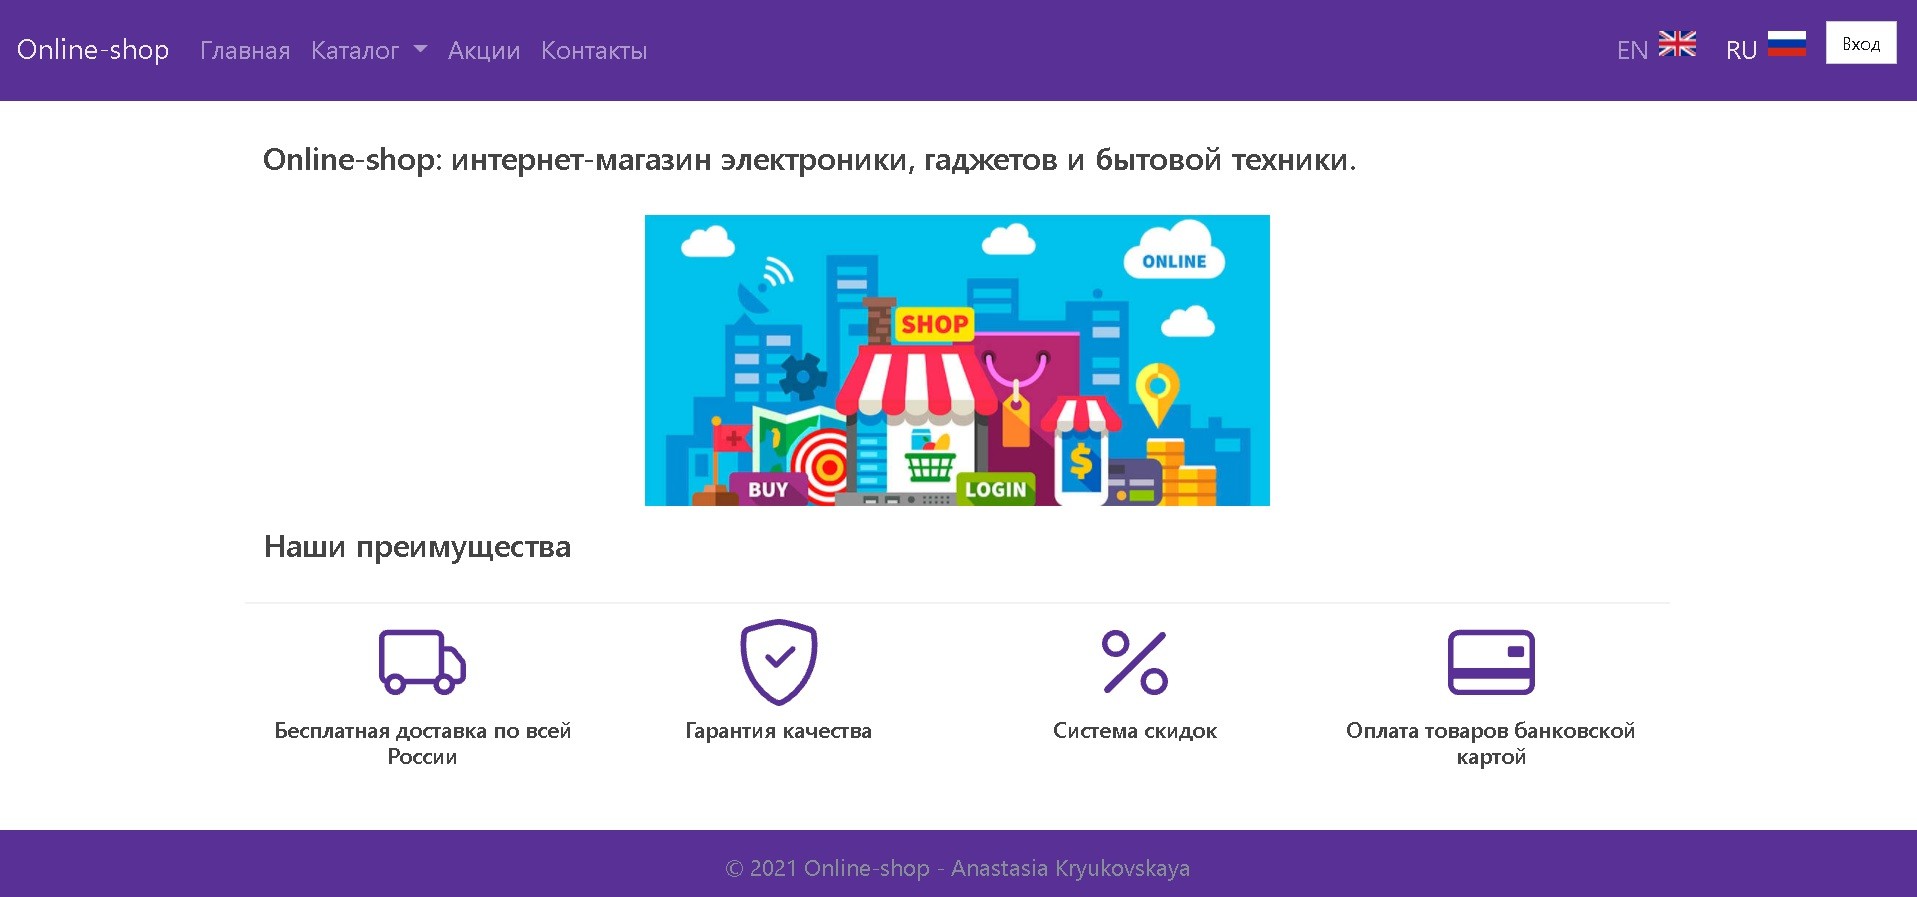 Online-shop Главная Каталог Акции Контакты EN RU Вход
Online-shop: интернет-магазин электроники, гаджетов и бытовой техники.
ONLINE
SHOP
$
BUY LOGIN
Наши преимущества
Бесплатная доставка по всей
России
Гарантия качества
Система скидок
Оплата товаров банковской
картой
© 2021 Online-shop - Anastasia Kryukovskaya